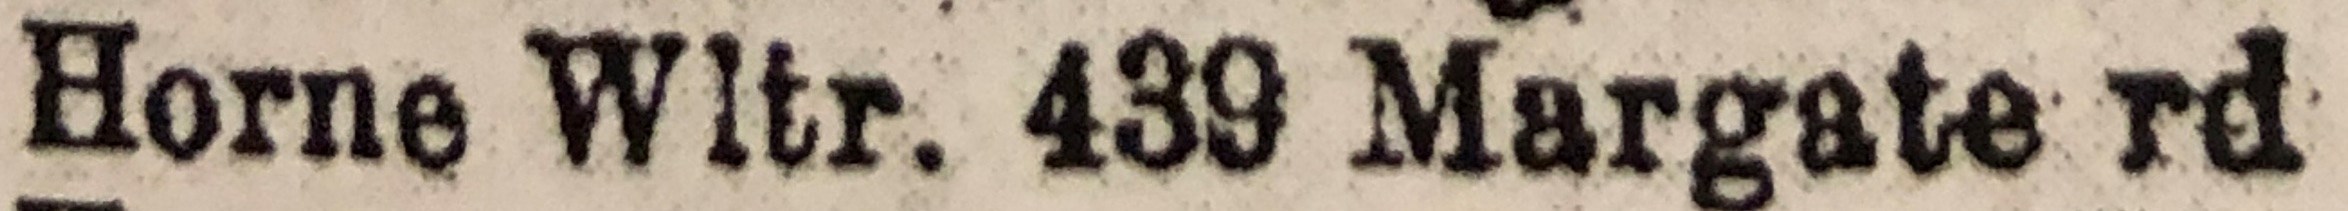 Horne Wltr. 439 Margate rd